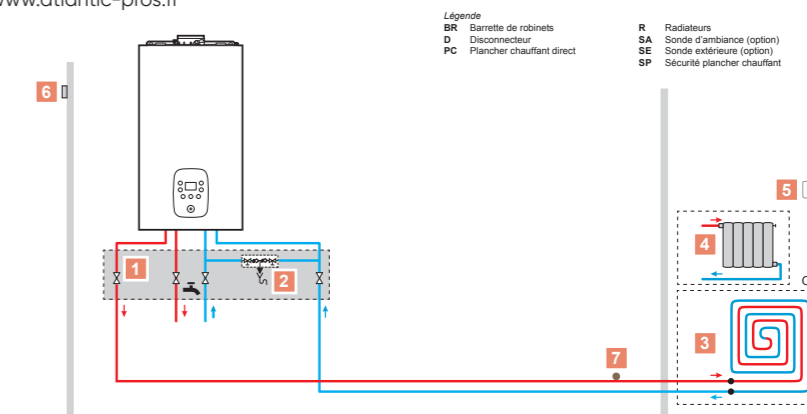 www.atlantic-pros.fr
Légende
BR Barrette de robinets
D Disconnecteur
PC Plancher chauffant direct
R Radiateurs
SA Sonde d'ambiance (option)
SE Sonde extérieure (option)
SP Sécurité plancher chauffant
6
5
4
1
2
3
7